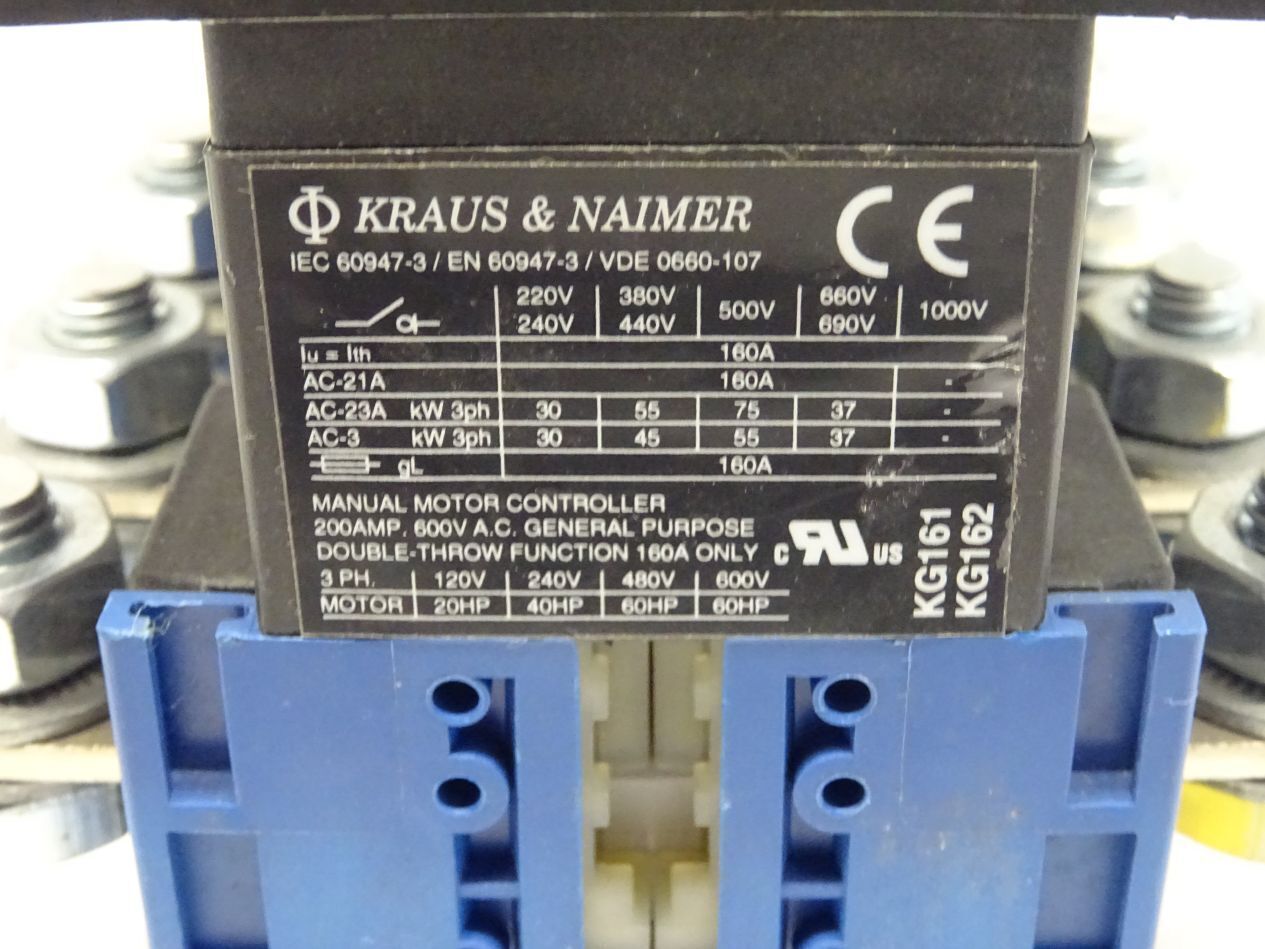 KRAUS & NAIMER
CE
IEC 60947-3 / EN 60947-3 / VDE 0660-107
220V 240V 380V 440V 500V 660V 690V 1000V
Iu = Ith 160A
AC-21A 160A -
AC-23A kW 3ph 30 55 75 37 -
AC-3 kW 3ph 30 45 55 37 -
gL 160A
MANUAL MOTOR CONTROLLER
200AMP. 600V A.C. GENERAL PURPOSE
DOUBLE-THROW FUNCTION 160A ONLY
c RU US
3 PH. 120V 240V 480V 600V
MOTOR 20HP 40HP 60HP 60HP
KG161
KG162